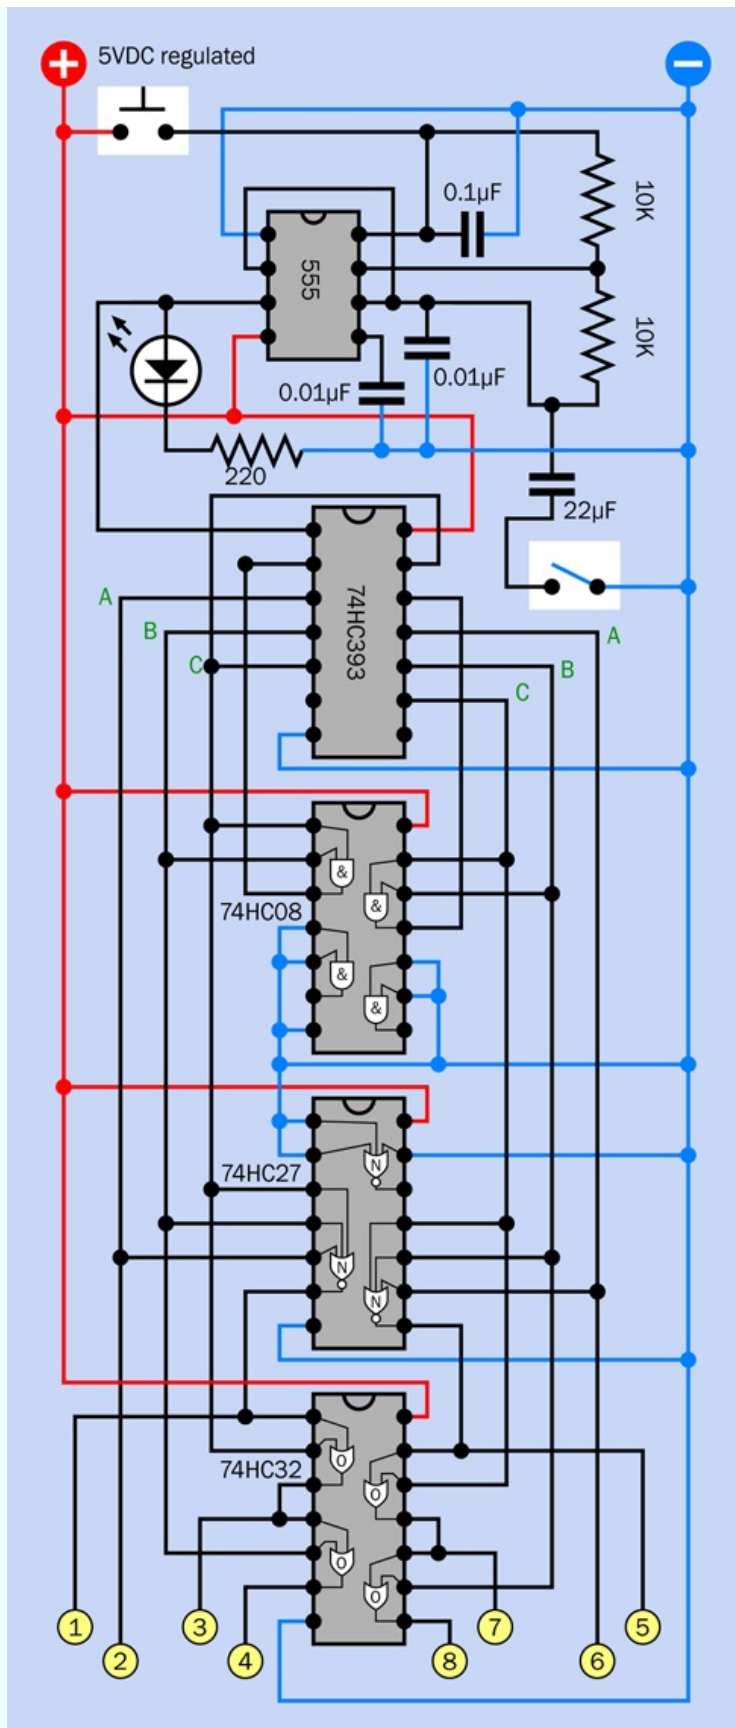 +
5VDC regulated
−
0.1µF
10K
555
10K
0.01µF
0.01µF
220
22µF
A
74HC393
A
B
B
C
C
&
&
74HC08
&
&
N
74HC27
N
N
O
74HC32
O
O
O
1
3
7
5
2
4
8
6